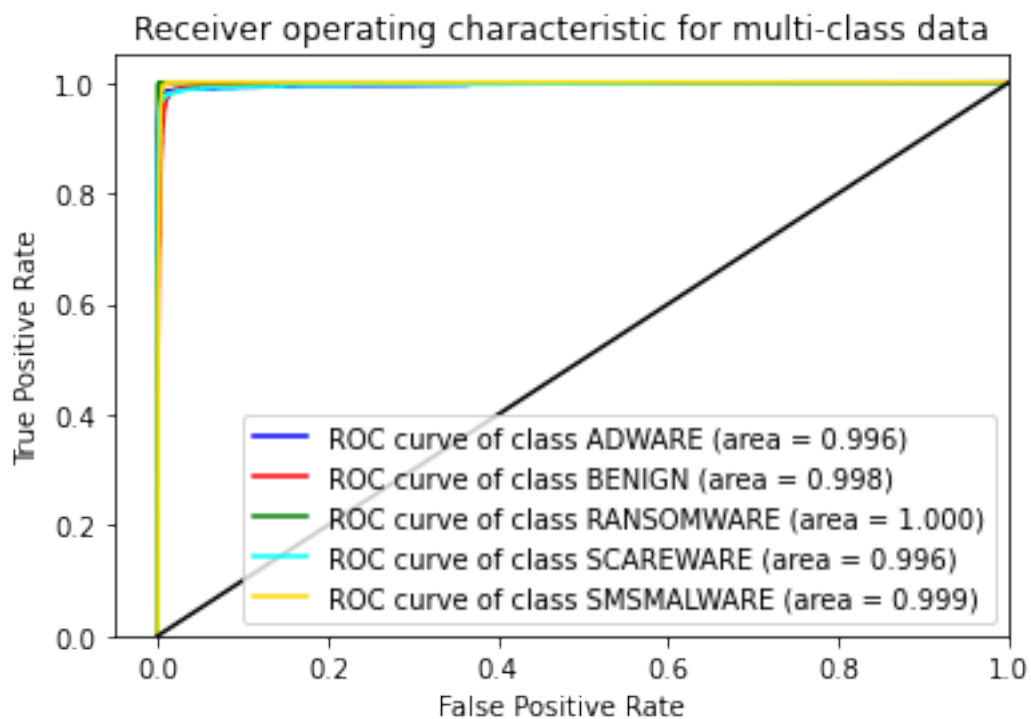 Receiver operating characteristic for multi-class data
1.0
0.8
0.6
0.4
0.2
0.0
True Positive Rate
ROC curve of class ADWARE (area = 0.996)
ROC curve of class BENIGN (area = 0.998)
ROC curve of class RANSOMWARE (area = 1.000)
ROC curve of class SCAREWARE (area = 0.996)
ROC curve of class SMSMALWARE (area = 0.999)
0.0 0.2 0.4 0.6 0.8 1.0
False Positive Rate